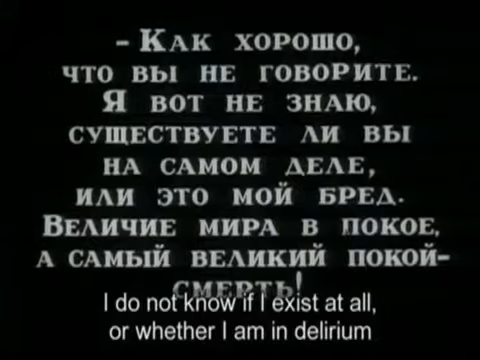 - Как хорошо,
что вы не говорите.
Я вот не знаю,
существуете ли вы
на самом деле,
или это мой бред.
Величие мира в покое,
а самый великий покой-
смерть!
I do not know if I exist at all,
or whether I am in delirium